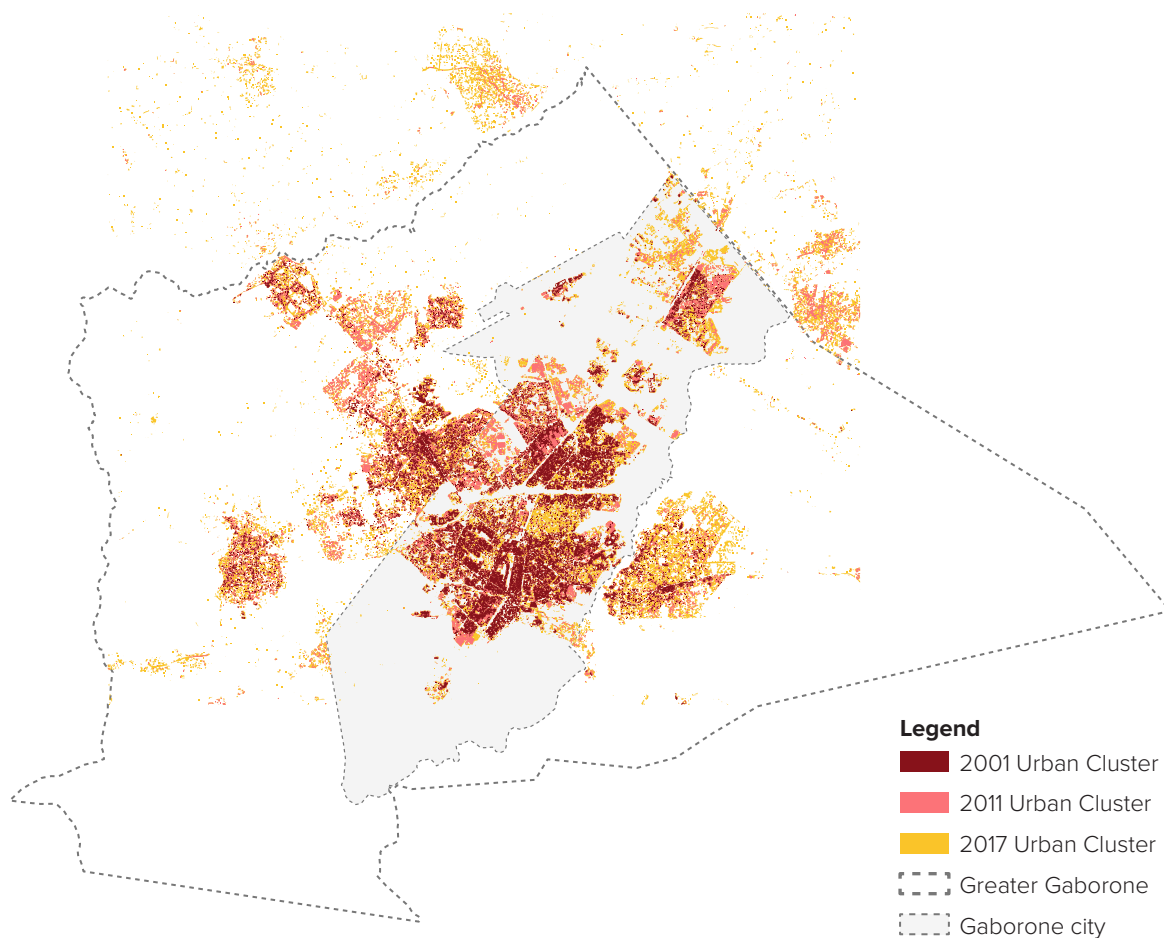 Legend
2001 Urban Cluster
2011 Urban Cluster
2017 Urban Cluster
Greater Gaborone
Gaborone city